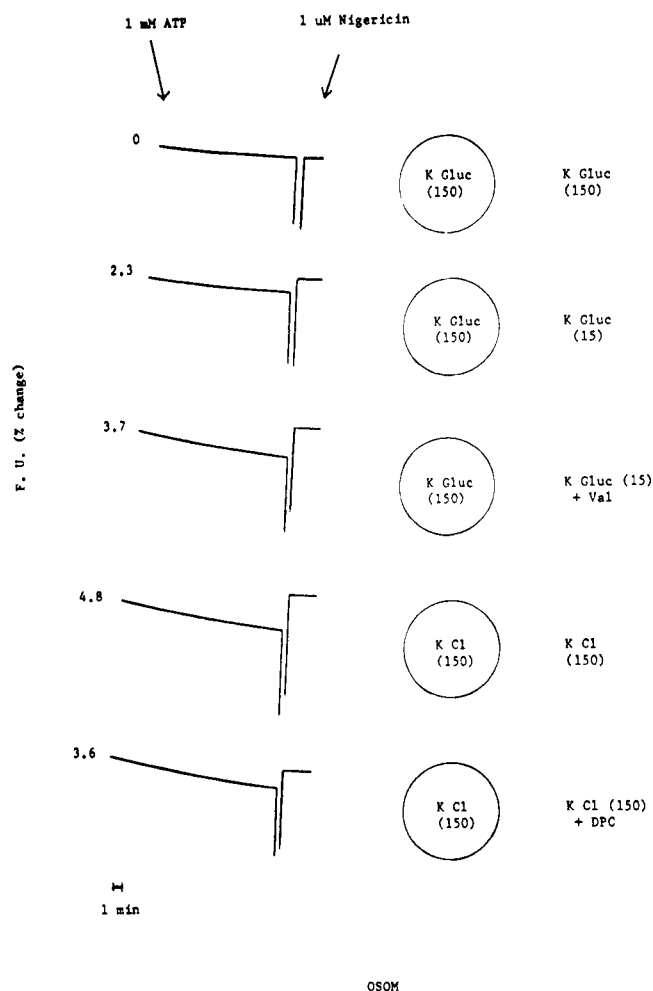 1 mM ATP
1 uM Nigericin
0
K Gluc
(150)
K Gluc
(150)
2.3
K Gluc
(150)
K Gluc
(15)
F. U. (% change)
3.7
K Gluc
(150)
K Gluc (15)
+ Val
4.8
K Cl
(150)
K Cl
(150)
3.6
K Cl
(150)
K Cl (150)
+ DPC
1 min
OSOM